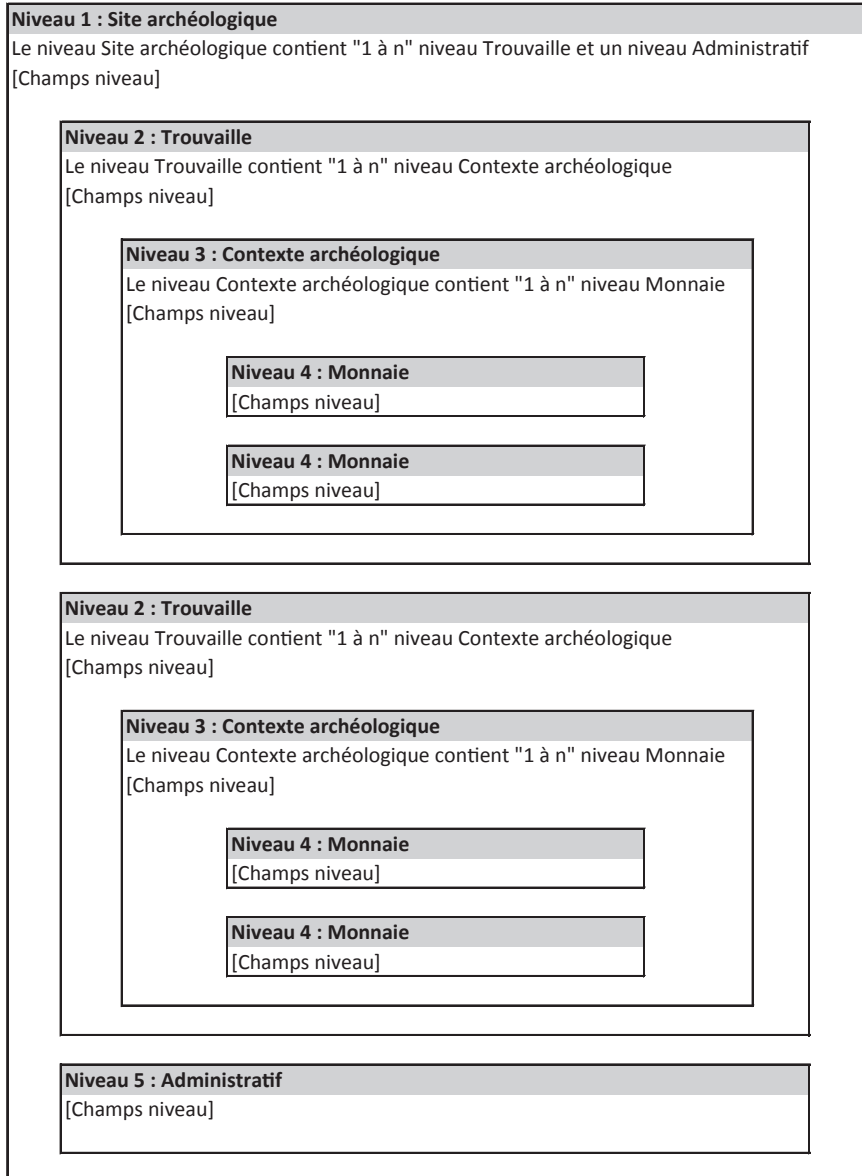 Niveau 1 : Site archéologique
Le niveau Site archéologique contient "1 à n" niveau Trouvaille et un niveau Administratif
[Champs niveau]
Niveau 2 : Trouvaille
Le niveau Trouvaille contient "1 à n" niveau Contexte archéologique
[Champs niveau]
Niveau 3 : Contexte archéologique
Le niveau Contexte archéologique contient "1 à n" niveau Monnaie
[Champs niveau]
Niveau 4 : Monnaie
[Champs niveau]
Niveau 4 : Monnaie
[Champs niveau]
Niveau 2 : Trouvaille
Le niveau Trouvaille contient "1 à n" niveau Contexte archéologique
[Champs niveau]
Niveau 3 : Contexte archéologique
Le niveau Contexte archéologique contient "1 à n" niveau Monnaie
[Champs niveau]
Niveau 4 : Monnaie
[Champs niveau]
Niveau 4 : Monnaie
[Champs niveau]
Niveau 5 : Administratif
[Champs niveau]